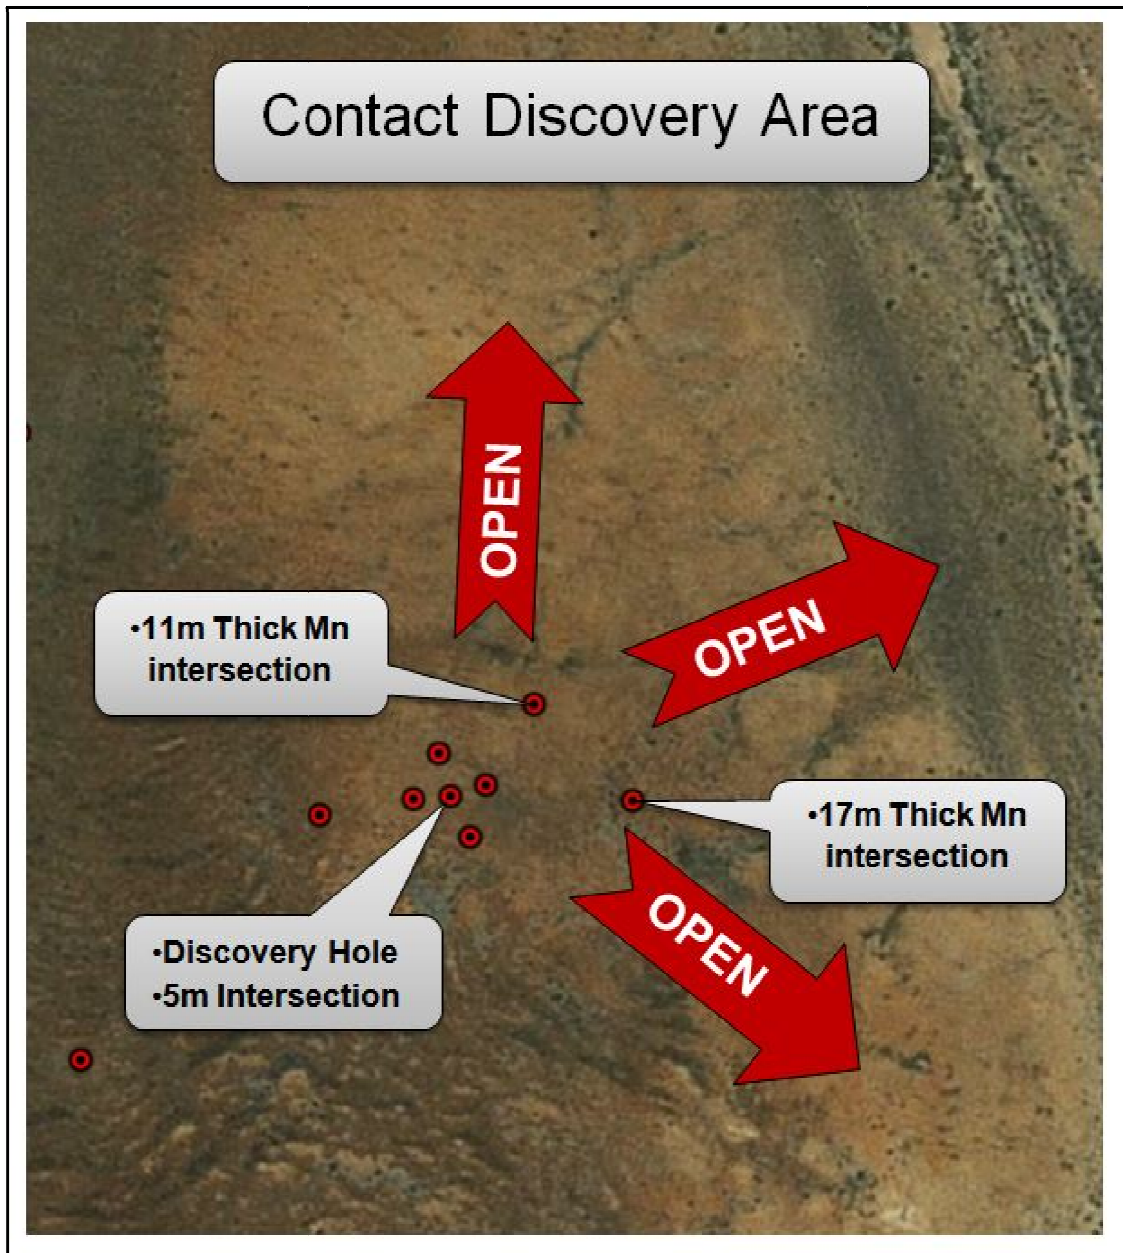 Contact Discovery Area
OPEN
OPEN
•11m Thick Mn
intersection
•17m Thick Mn
intersection
OPEN
•Discovery Hole
•5m Intersection